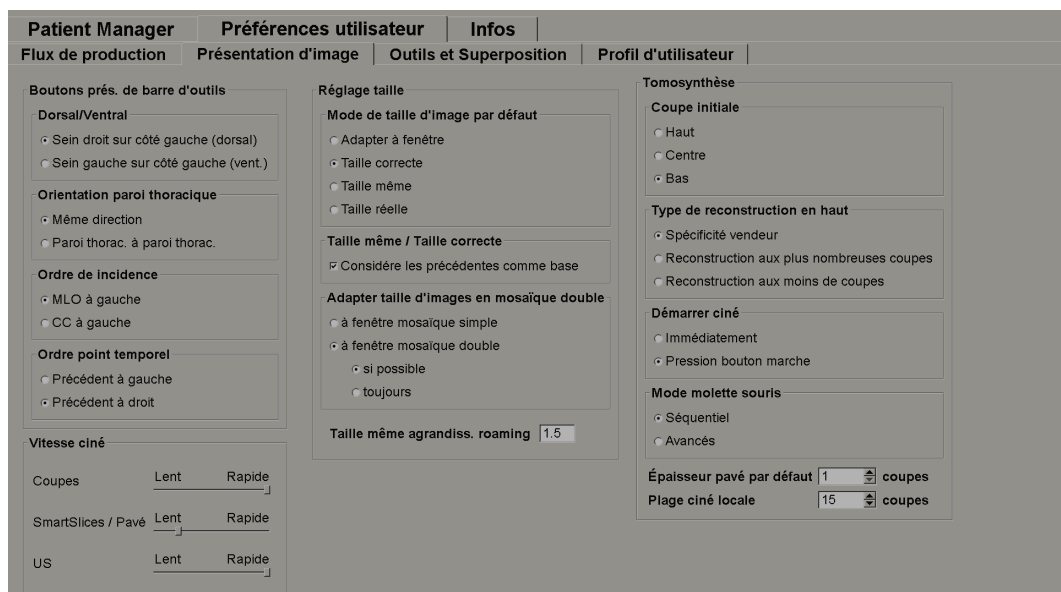 Patient Manager
Préférences utilisateur
Infos
Flux de production
Présentation d'image
Outils et Superposition
Profil d'utilisateur
Boutons prés. de barre d'outils
Dorsal/Ventral
Sein droit sur côté gauche (dorsal)
Sein gauche sur côté gauche (vent.)
Orientation paroi thoracique
Même direction
Paroi thorac. à paroi thorac.
Ordre de incidence
MLO à gauche
CC à gauche
Ordre point temporel
Précédent à gauche
Précédent à droit
Vitesse ciné
Coupes
Lent
Rapide
SmartSlices / Pavé
Lent
Rapide
US
Lent
Rapide
Réglage taille
Mode de taille d'image par défaut
Adapter à fenêtre
Taille correcte
Taille même
Taille réelle
Taille même / Taille correcte
Considére les précédentes comme base
Adapter taille d'images en mosaïque double
à fenêtre mosaïque simple
à fenêtre mosaïque double
si possible
toujours
Taille même agrandiss. roaming
1.5
Tomosynthèse
Coupe initiale
Haut
Centre
Bas
Type de reconstruction en haut
Spécificité vendeur
Reconstruction aux plus nombreuses coupes
Reconstruction aux moins de coupes
Démarrer ciné
Immédiatement
Pression bouton marche
Mode molette souris
Séquentiel
Avancés
Épaisseur pavé par défaut
1
coupes
Plage ciné locale
15
coupes